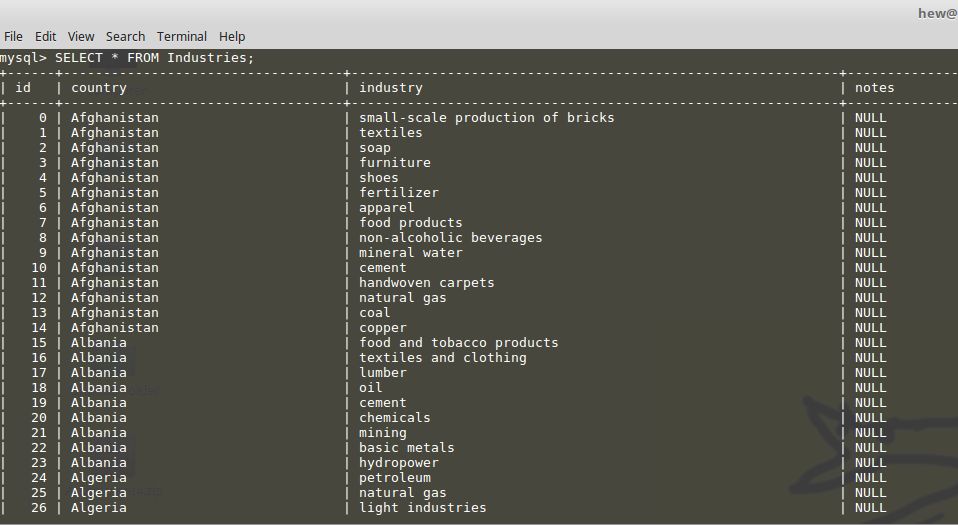 hew@
File Edit View Search Terminal Help
mysql> SELECT * FROM Industries;
| id | country | industry | notes
| 0 | Afghanistan | small-scale production of bricks | NULL
| 1 | Afghanistan | textiles | NULL
| 2 | Afghanistan | soap | NULL
| 3 | Afghanistan | furniture | NULL
| 4 | Afghanistan | shoes | NULL
| 5 | Afghanistan | fertilizer | NULL
| 6 | Afghanistan | apparel | NULL
| 7 | Afghanistan | food products | NULL
| 8 | Afghanistan | non-alcoholic beverages | NULL
| 9 | Afghanistan | mineral water | NULL
| 10 | Afghanistan | cement | NULL
| 11 | Afghanistan | handwoven carpets | NULL
| 12 | Afghanistan | natural gas | NULL
| 13 | Afghanistan | coal | NULL
| 14 | Afghanistan | copper | NULL
| 15 | Albania | food and tobacco products | NULL
| 16 | Albania | textiles and clothing | NULL
| 17 | Albania | lumber | NULL
| 18 | Albania | oil | NULL
| 19 | Albania | cement | NULL
| 20 | Albania | chemicals | NULL
| 21 | Albania | mining | NULL
| 22 | Albania | basic metals | NULL
| 23 | Albania | hydropower | NULL
| 24 | Algeria | petroleum | NULL
| 25 | Algeria | natural gas | NULL
| 26 | Algeria | light industries | NULL